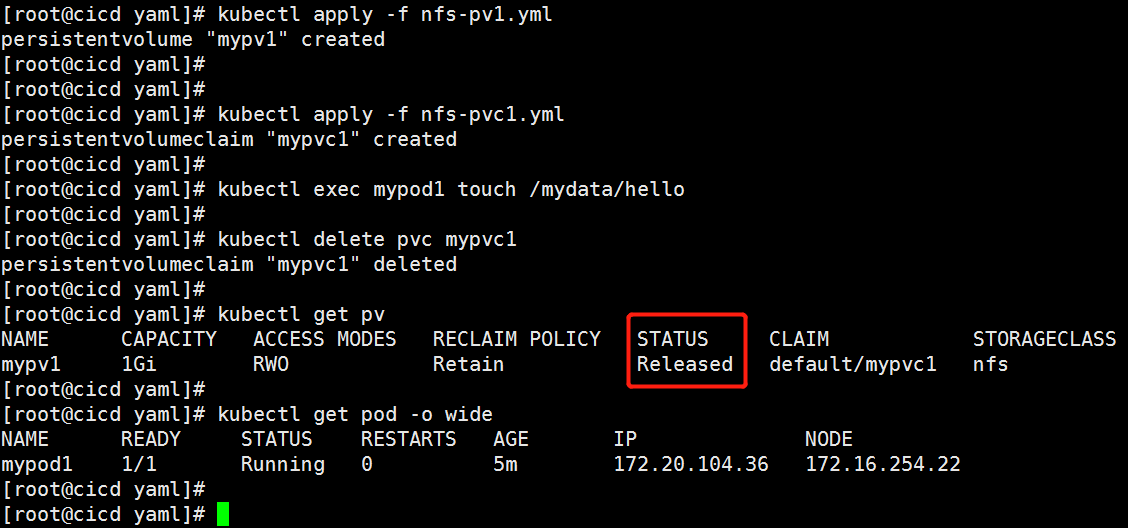 [root@cicd yaml]# kubectl apply -f nfs-pv1.yml
persistentvolume "mypv1" created
[root@cicd yaml]#
[root@cicd yaml]#
[root@cicd yaml]# kubectl apply -f nfs-pvc1.yml
persistentvolumeclaim "mypvc1" created
[root@cicd yaml]#
[root@cicd yaml]# kubectl exec mypod1 touch /mydata/hello
[root@cicd yaml]#
[root@cicd yaml]# kubectl delete pvc mypvc1
persistentvolumeclaim "mypvc1" deleted
[root@cicd yaml]#
[root@cicd yaml]# kubectl get pv
NAME      CAPACITY   ACCESS MODES   RECLAIM POLICY   STATUS     CLAIM            STORAGECLASS
mypv1     1Gi        RWO            Retain           Released   default/mypvc1   nfs
[root@cicd yaml]#
[root@cicd yaml]# kubectl get pod -o wide
NAME      READY     STATUS    RESTARTS   AGE       IP              NODE
mypod1    1/1       Running   0          5m        172.20.104.36   172.16.254.22
[root@cicd yaml]#
[root@cicd yaml]#